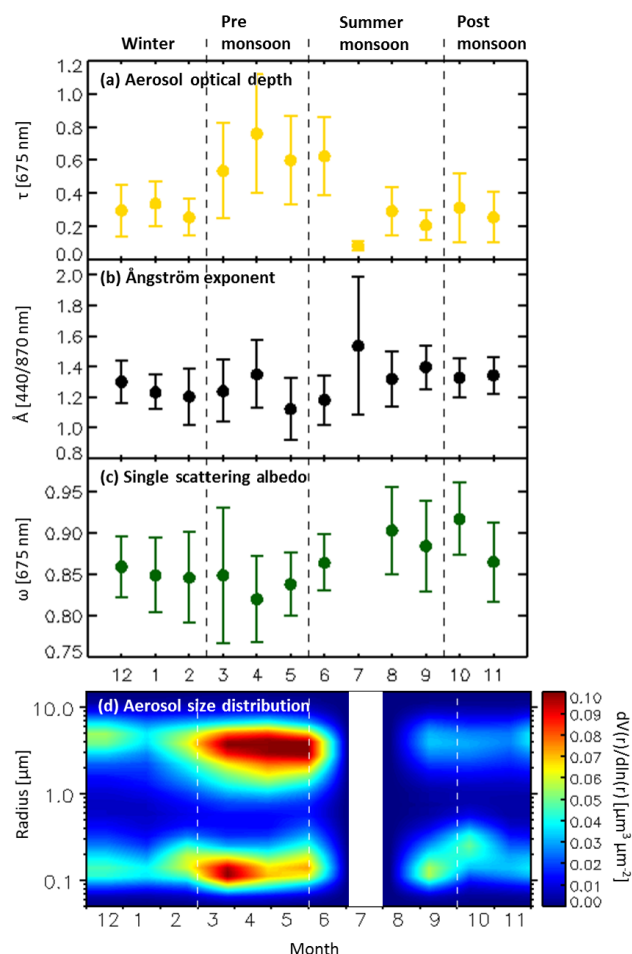 Winter
Pre monsoon
Summer monsoon
Post monsoon
(a) Aerosol optical depth
τ [675 nm]
1.2
1.0
0.8
0.6
0.4
0.2
0.0
(b) Ångström exponent
Å [440/870 nm]
2.0
1.8
1.6
1.4
1.2
1.0
0.8
(c) Single scattering albedo
ω [675 nm]
0.95
0.90
0.85
0.80
0.75
12 1 2 3 4 5 6 7 8 9 10 11
(d) Aerosol size distribution
Radius [µm]
10.0
1.0
0.1
12 1 2 3 4 5 6 7 8 9 10 11
Month
0.10
0.09
0.08
0.07
0.06
0.05
0.04
0.03
0.02
0.01
0.00
dV(r)/dln(r) [µm³ µm⁻²]